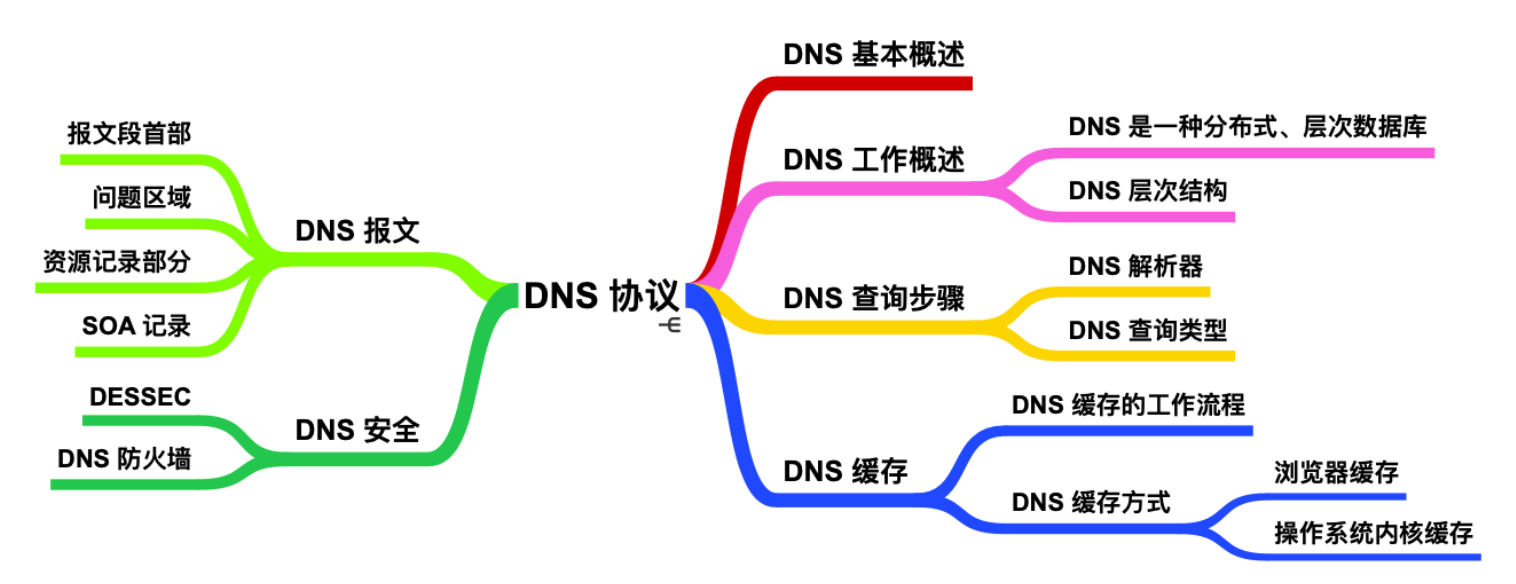 DNS 协议
DNS 基本概述
DNS 工作概述
DNS 是一种分布式、层次数据库
DNS 层次结构
DNS 查询步骤
DNS 解析器
DNS 查询类型
DNS 缓存
DNS 缓存的工作流程
DNS 缓存方式
浏览器缓存
操作系统内核缓存
DNS 报文
报文段首部
问题区域
资源记录部分
SOA 记录
DNS 安全
DESSEC
DNS 防火墙